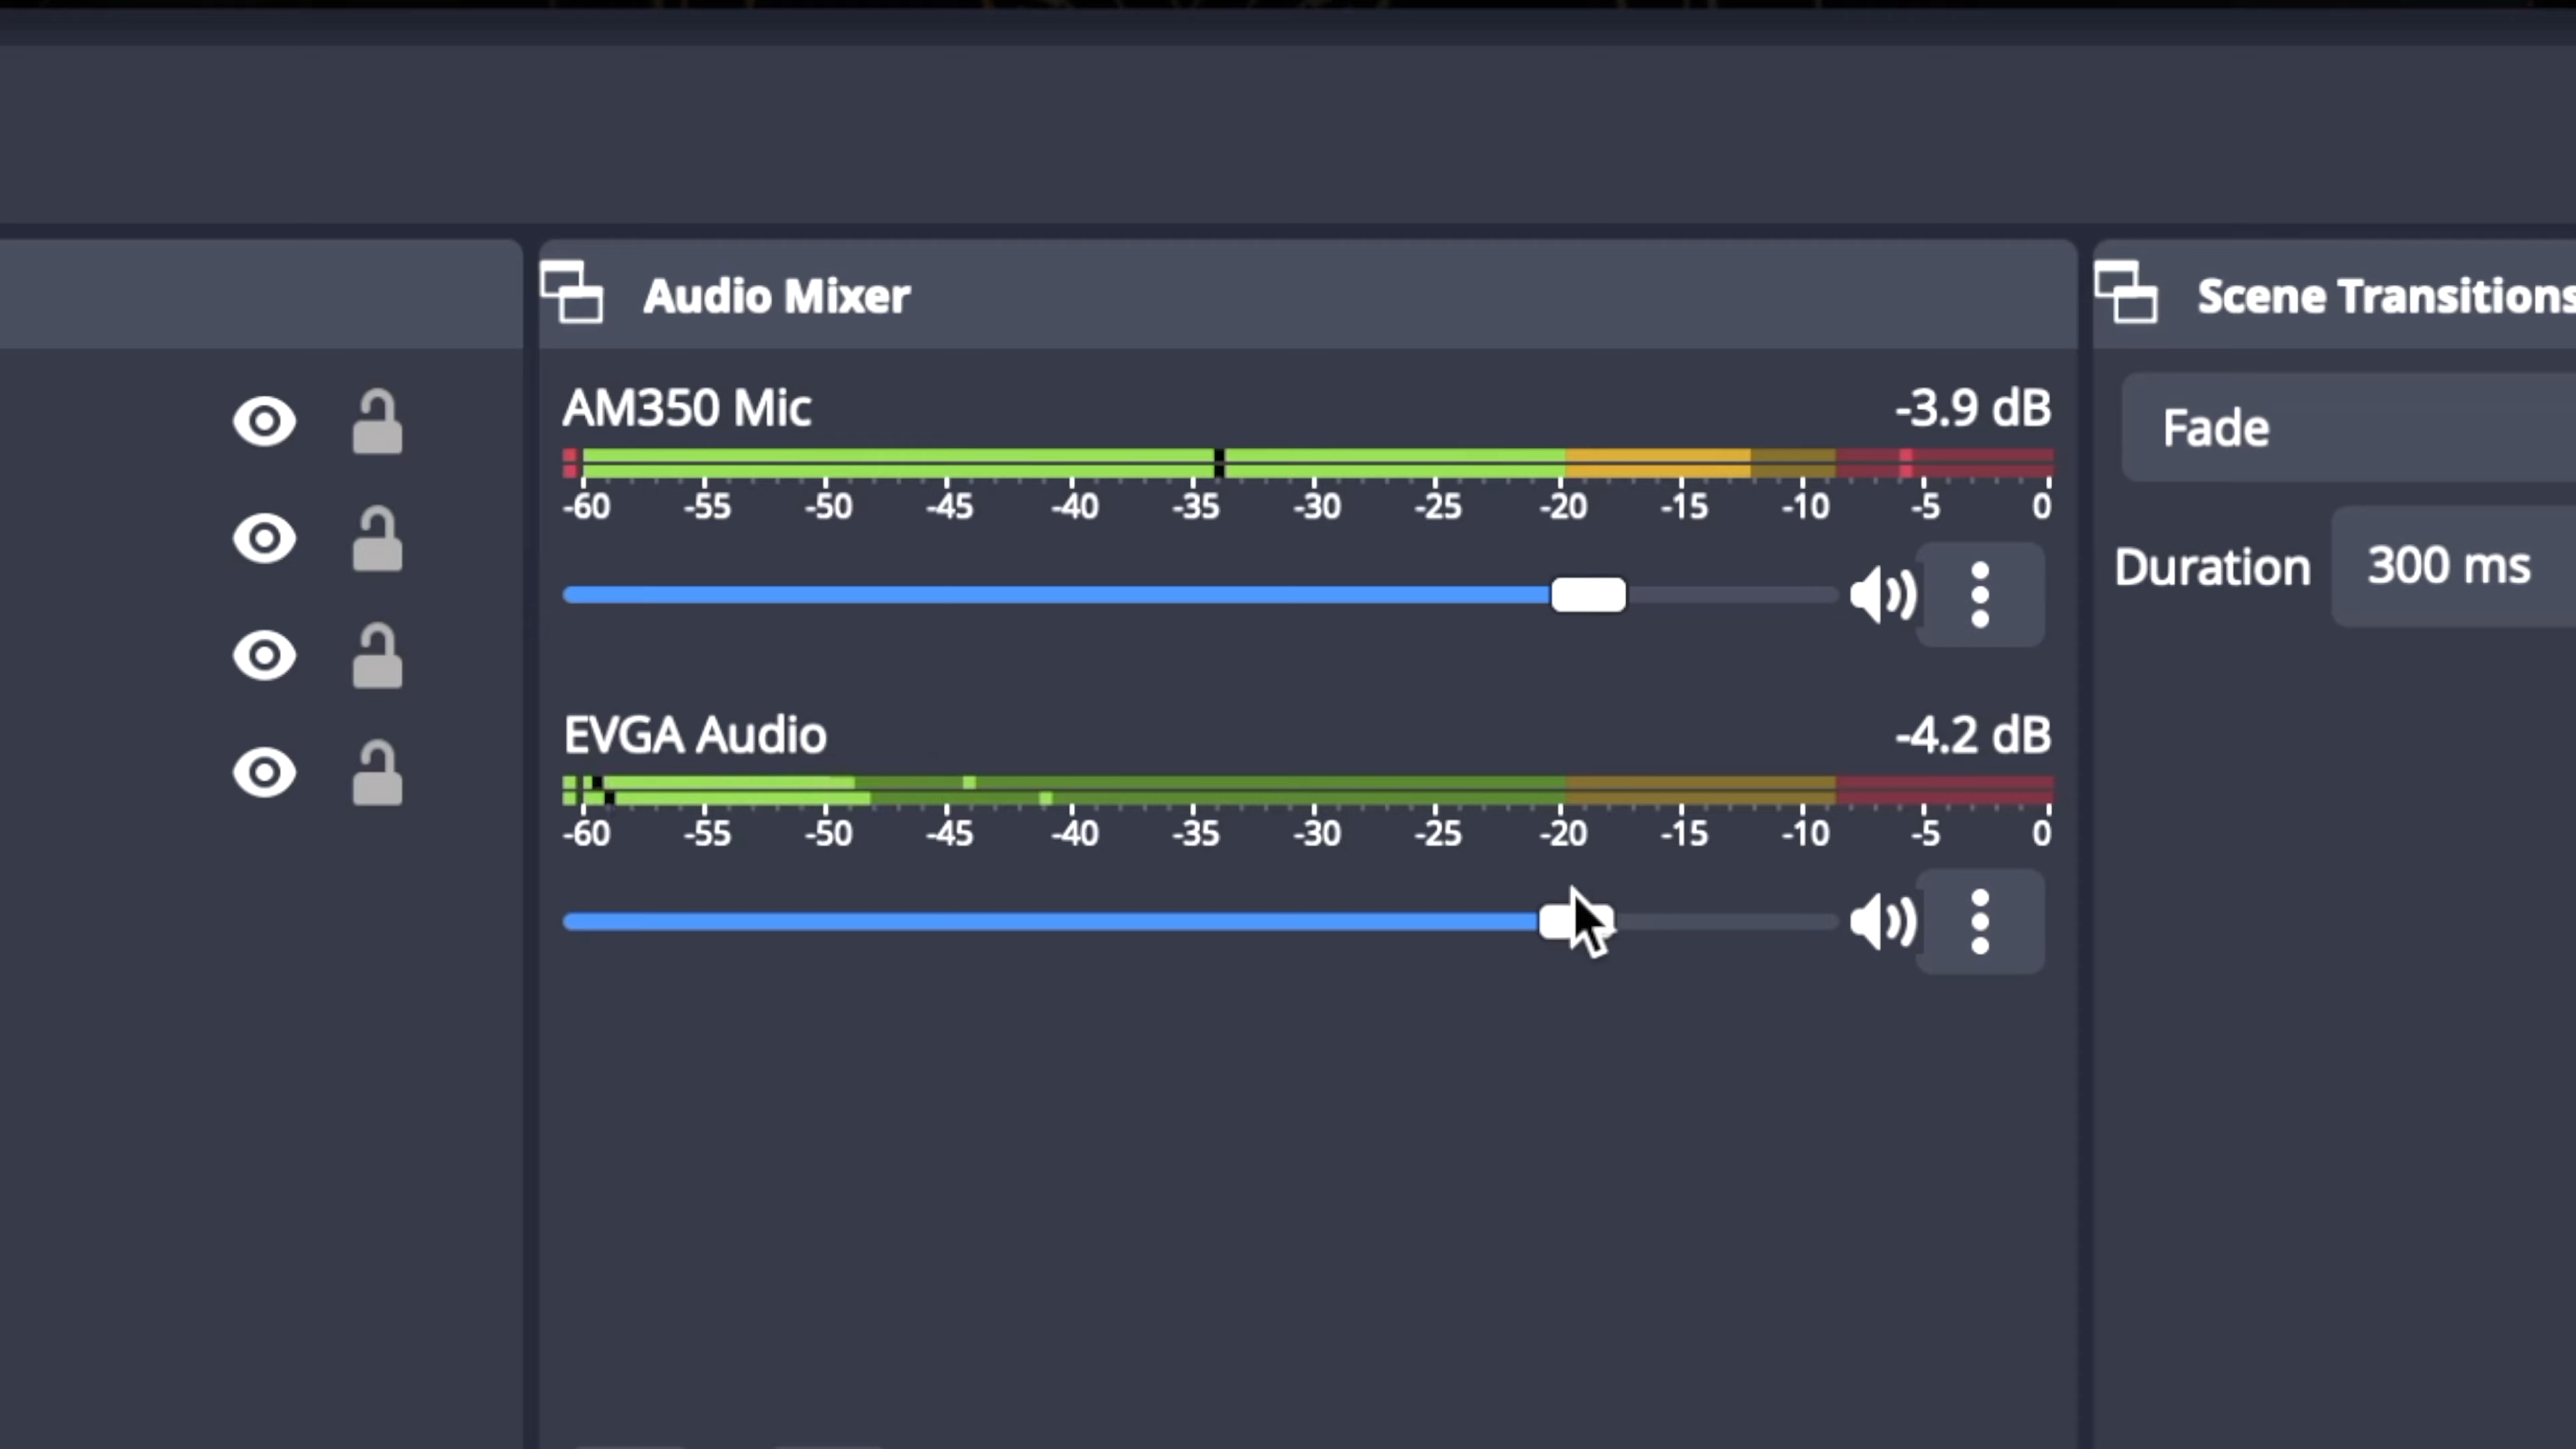 Audio Mixer
Scene Transitions
AM350 Mic -3.9 dB
-60 -55 -50 -45 -40 -35 -30 -25 -20 -15 -10 -5 0
Fade
Duration 300 ms
EVGA Audio -4.2 dB
-60 -55 -50 -45 -40 -35 -30 -25 -20 -15 -10 -5 0